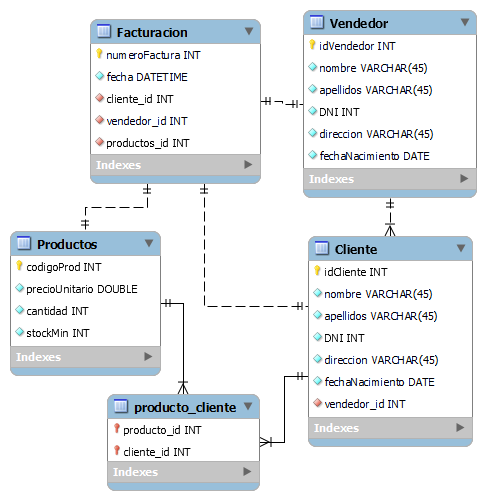 Facturacion
numeroFactura INT
fecha DATETIME
cliente_id INT
vendedor_id INT
productos_id INT
Indexes
Vendedor
idVendedor INT
nombre VARCHAR(45)
apellidos VARCHAR(45)
DNI INT
direccion VARCHAR(45)
fechaNacimiento DATE
Indexes
Productos
codigoProd INT
precioUnitario DOUBLE
cantidad INT
stockMin INT
Indexes
Cliente
idCliente INT
nombre VARCHAR(45)
apellidos VARCHAR(45)
DNI INT
direccion VARCHAR(45)
fechaNacimiento DATE
vendedor_id INT
Indexes
producto_cliente
producto_id INT
cliente_id INT
Indexes